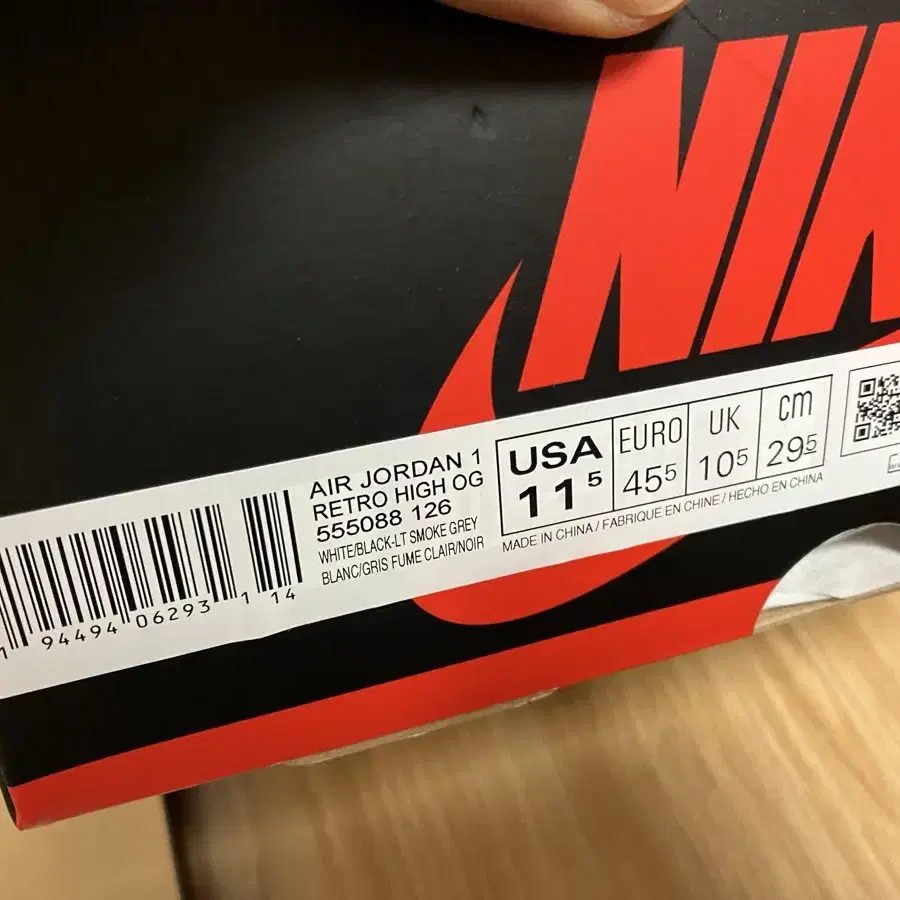 NIK
AIR JORDAN 1
RETRO HIGH OG
555088 126
WHITE/BLACK-LT SMOKE GREY
BLANC/GRIS FUME CLAIR/NOIR
USA
11 5
EURO
45 5
UK
10 5
cm
29 5
MADE IN CHINA / FABRIQUE EN CHINE / HECHO EN CHINA
1 94494 06293 1 14